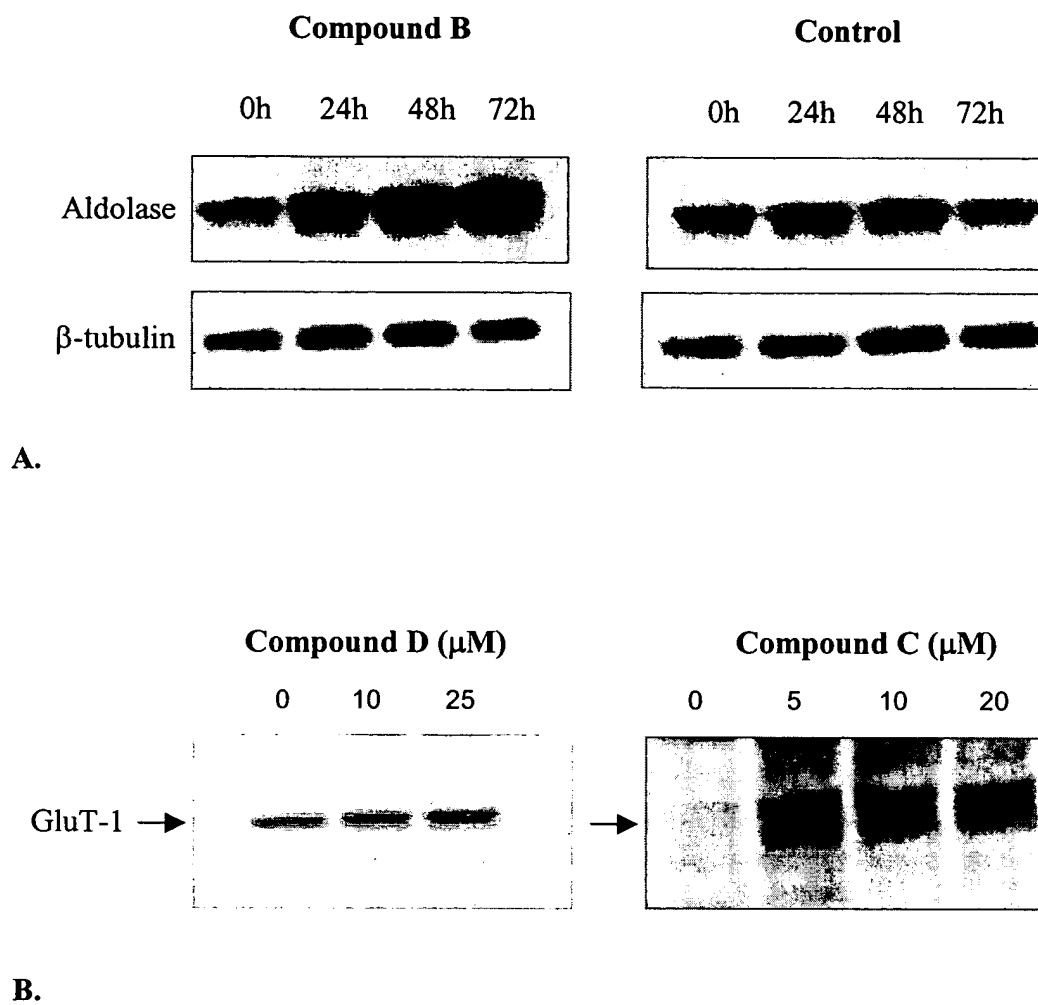 Compound B
Control
0h 24h 48h 72h
0h 24h 48h 72h
Aldolase
β-tubulin
A.
Compound D (μM)
Compound C (μM)
0 10 25
0 5 10 20
GluT-1
B.